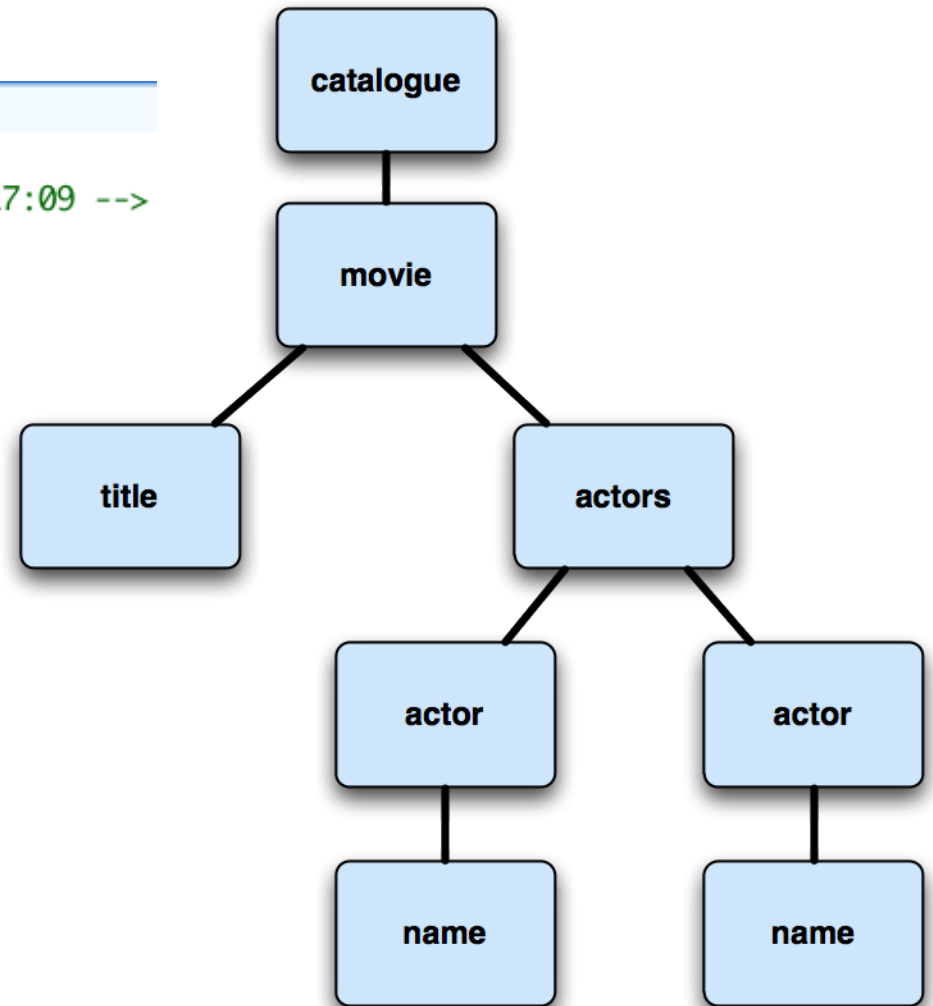 catalogue
7:09 -->
movie
title
actors
actor
actor
name
name